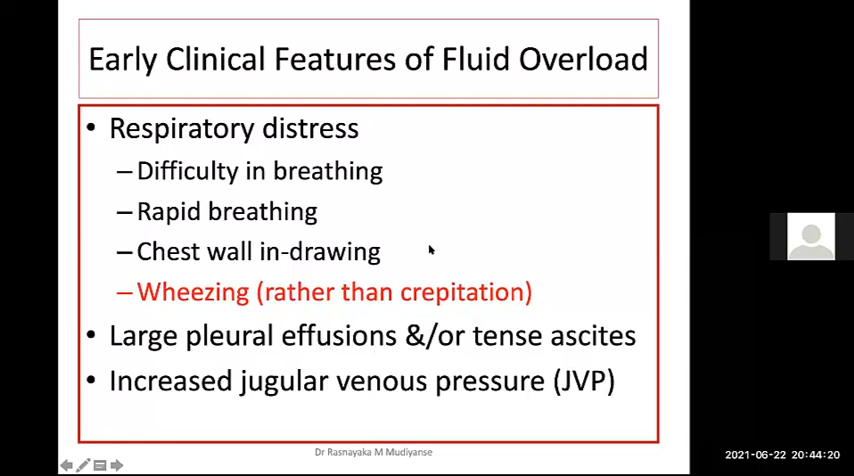 Early Clinical Features of Fluid Overload
• Respiratory distress
– Difficulty in breathing
– Rapid breathing
– Chest wall in-drawing
– Wheezing (rather than crepitation)
• Large pleural effusions &/or tense ascites
• Increased jugular venous pressure (JVP)
Dr Rasnayaka M Mudiyanse
2021-06-22 20:44:20